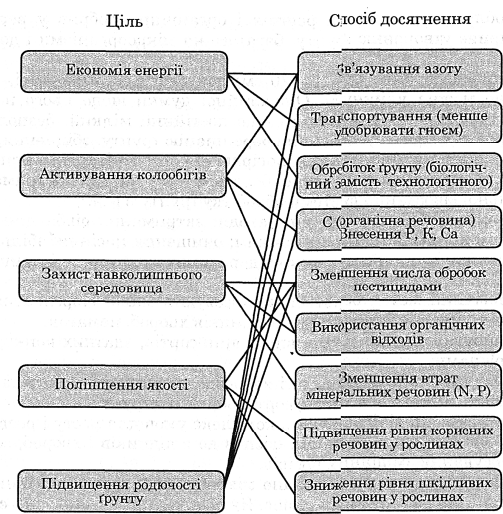 Ціль
Спосіб досягнення
Економія енергії
Зв'язування азоту
Транспортування (менше
удобрювати гноєм)
Активування колообігів
Обробіток ґрунту (біологіч-
ний замість технологічного)
С (органічна речовина)
Внесення P, K, Ca
Захист навколишнього
середовища
Зменшення числа обробок
пестицидами
Використання органічних
відходів
Поліпшення якості
Зменшення втрат
мінеральних речовин (N, P)
Підвищення рівня корисних
речовин у рослинах
Підвищення родючості
ґрунту
Зниження рівня шкідливих
речовин у рослинах